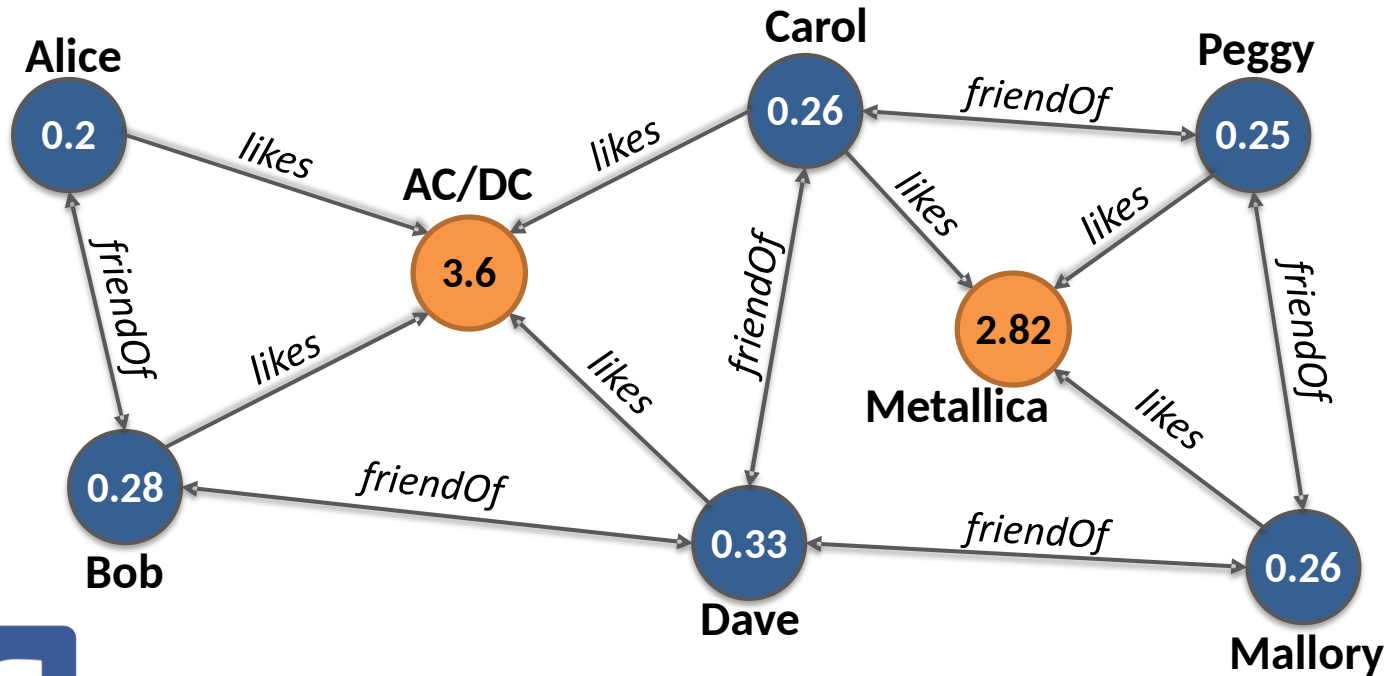 Carol
Peggy
Alice
friendOf
0.26
0.2
0.25
likes
likes
AC/DC
likes
likes
friendOf
friendOf
3.6
friendOf
2.82
likes
likes
Metallica
likes
friendOf
0.28
friendOf
0.33
0.26
Bob
Dave
Mallory